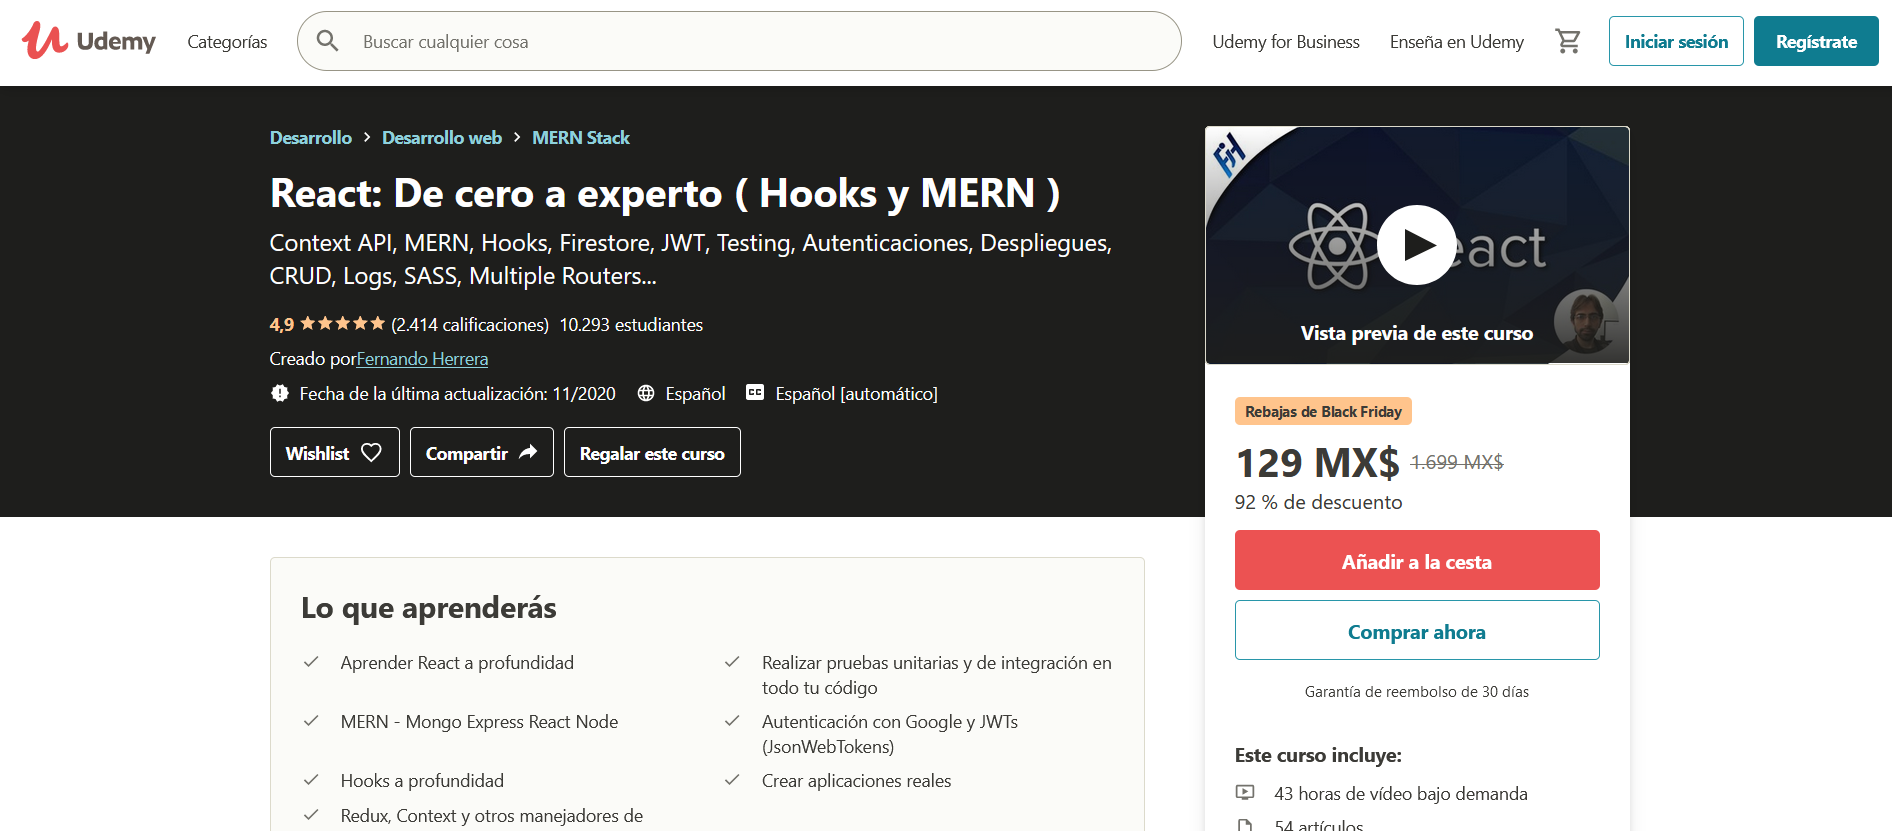 Udemy
Categorías
Buscar cualquier cosa
Udemy for Business
Enseña en Udemy
Iniciar sesión
Regístrate
Desarrollo > Desarrollo web > MERN Stack
React: De cero a experto ( Hooks y MERN )
Context API, MERN, Hooks, Firestore, JWT, Testing, Autenticaciones, Despliegues,
CRUD, Logs, SASS, Multiple Routers...
4,9 (2.414 calificaciones) 10.293 estudiantes
Creado porFernando Herrera
Fecha de la última actualización: 11/2020
Español
CC Español [automático]
Wishlist
Compartir
Regalar este curso
FH
eact
Vista previa de este curso
Rebajas de Black Friday
129 MX$ 1.699 MX$
92 % de descuento
Añadir a la cesta
Comprar ahora
Garantía de reembolso de 30 días
Este curso incluye:
43 horas de vídeo bajo demanda
54 artículos
Lo que aprenderás
Aprender React a profundidad
Realizar pruebas unitarias y de integración en
todo tu código
MERN - Mongo Express React Node
Autenticación con Google y JWTs
(JsonWebTokens)
Hooks a profundidad
Crear aplicaciones reales
Redux, Context y otros manejadores de